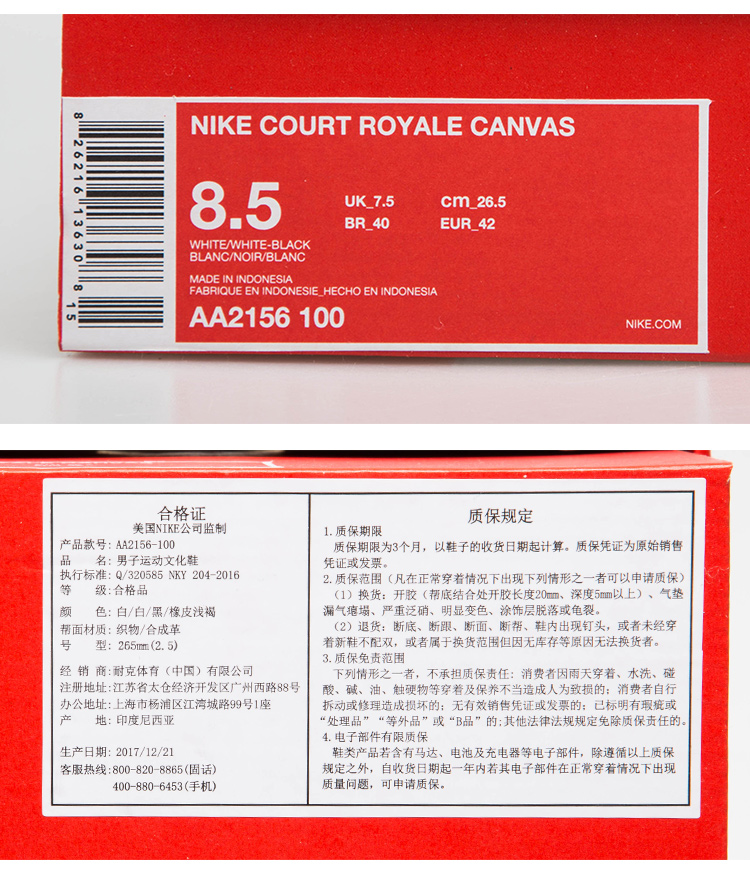 8 26216 13630 8 15
NIKE COURT ROYALE CANVAS
8.5
UK_7.5 cm_26.5
BR_40 EUR_42
WHITE/WHITE-BLACK
BLANC/NOIR/BLANC
MADE IN INDONESIA
FABRIQUE EN INDONESIE_HECHO EN INDONESIA
AA2156 100
NIKE.COM
合格证
美国NIKE公司监制
产品款号: AA2156-100
品 名: 男子运动文化鞋
执行标准: Q/320585 NKY 204-2016
等 级: 合格品
颜 色: 白/白/黑/橡皮浅褐
帮面材质: 织物/合成革
号 型: 265mm(2.5)
经 销 商: 耐克体育（中国）有限公司
注册地址: 江苏省太仓经济开发区广州西路88号
办公地址: 上海市杨浦区江湾城路99号1座
产 地: 印度尼西亚
生产日期: 2017/12/21
客服热线: 800-820-8865(固话)
400-880-6453(手机)
质保规定
1.质保期限
质保期限为3个月，以鞋子的收货日期起计算。质保凭证为原始销售
凭证或发票。
2.质保范围（凡在正常穿着情况下出现下列情形之一者可以申请质保）
（1）换货: 开胶（帮底结合处开胶长度20mm、深度5mm以上）、气垫
漏气瘪塌、严重泛硝、明显变色、涂饰层脱落或龟裂。
（2）退货: 断底、断跟、断面、断帮、鞋内出现钉头，或者未经穿
着新鞋不配双，或者属于换货范围但因无库存等原因无法换货者。
3.质保免责范围
下列情形之一者，不承担质保责任: 消费者因雨天穿着、水洗、碰
酸、碱、油、触硬物等穿着及保养不当造成人为致损的; 消费者自行
拆动或修理造成损坏的; 无有效销售凭证或发票的; 已标明有瑕疵或
“处理品”“等外品”或“B品”的; 其他法律法规规定免除质保责任的。
4.电子部件有限质保
鞋类产品若含有马达、电池及充电器等电子部件，除遵循以上质保
规定之外，自收货日期起一年内若其电子部件在正常穿着情况下出现
质量问题，可申请质保。